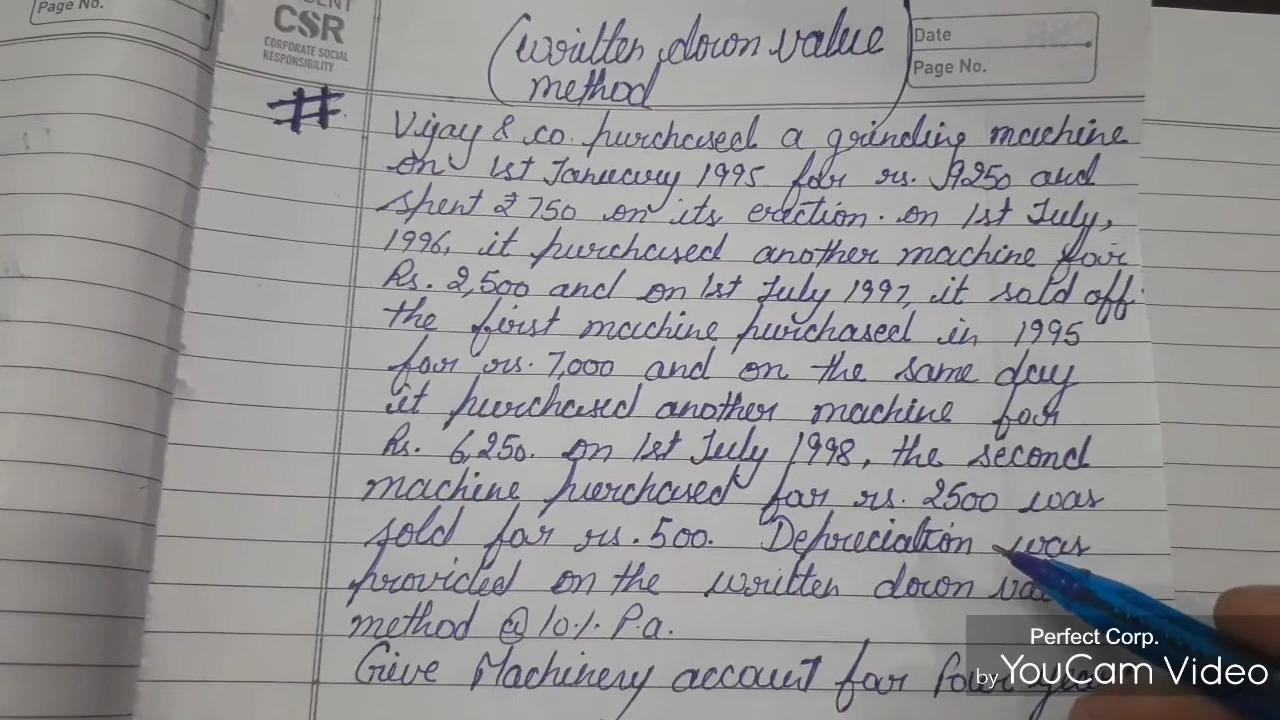 Page No.
CSR
CORPORATE SOCIAL
RESPONSIBILITY
Date
Page No.
(written down value
method)
# Vijay & co. purchased a grinding machine
on 1st January 1995 for rs. 9250 and
spent ₹ 750 on its erection. on 1st July,
1996, it purchased another machine for
Rs. 2,500 and on 1st July 1997, it sold off
the first machine purchased in 1995
for rs. 7,000 and on the same day
it purchased another machine for
Rs. 6,250. on 1st July 1998, the second
machine purchased for rs. 2500 was
sold for rs. 500. Depreciation was
provided on the written down
method @ 10% P.a.
Give Machinery account for four
Perfect Corp.
by YouCam Video